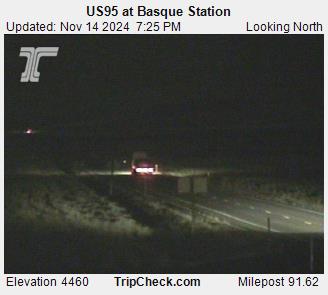 US95 at Basque Station
Updated: Nov 14 2024 7:25 PM Looking North
Elevation 4460 TripCheck.com Milepost 91.62